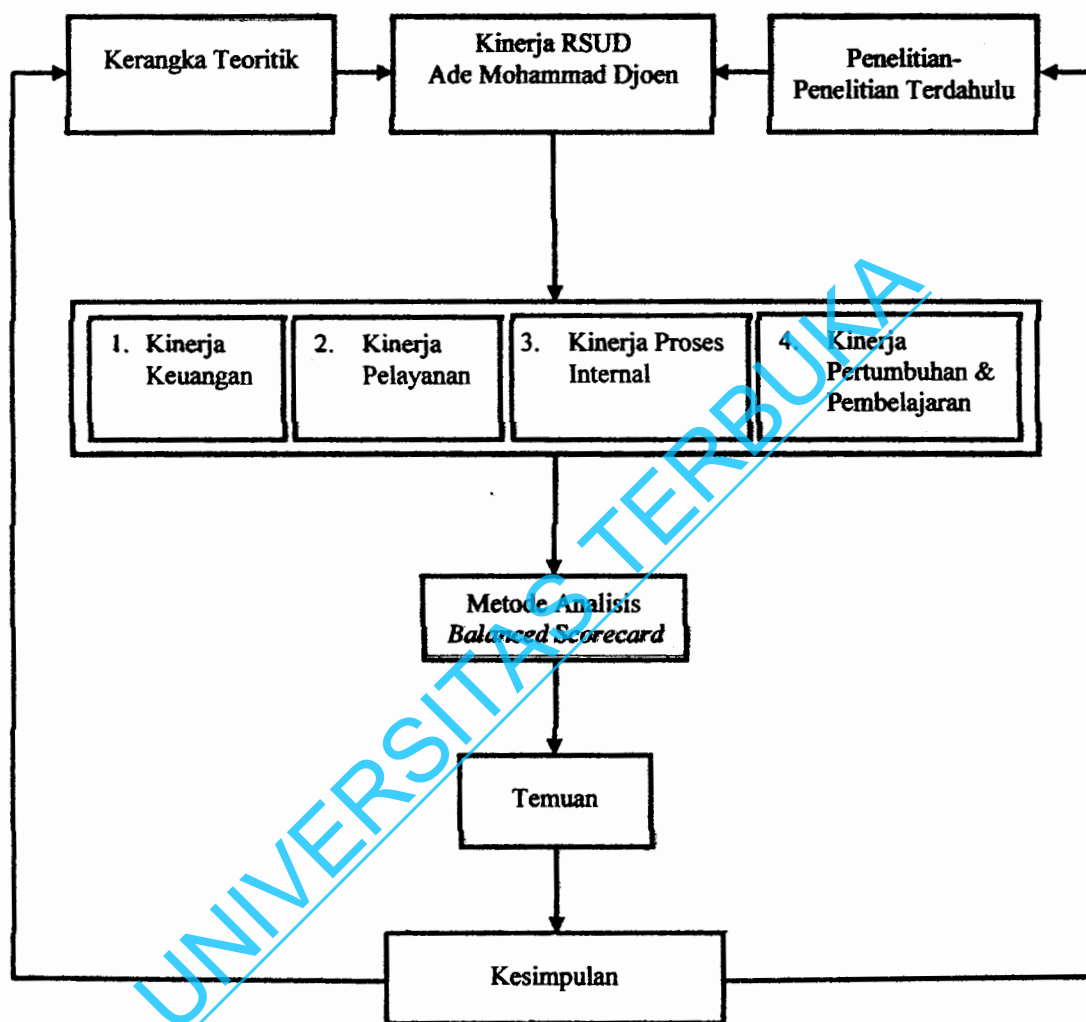 Kerangka Teoritik
Kinerja RSUD
Ade Mohammad Djoen
Penelitian-
Penelitian Terdahulu
1. Kinerja
Keuangan
2. Kinerja
Pelayanan
3. Kinerja Proses
Internal
4. Kinerja
Pertumbuhan &
Pembelajaran
Metode Analisis
Balanced Scorecard
Temuan
Kesimpulan
UNIVERSITAS TERBUKA